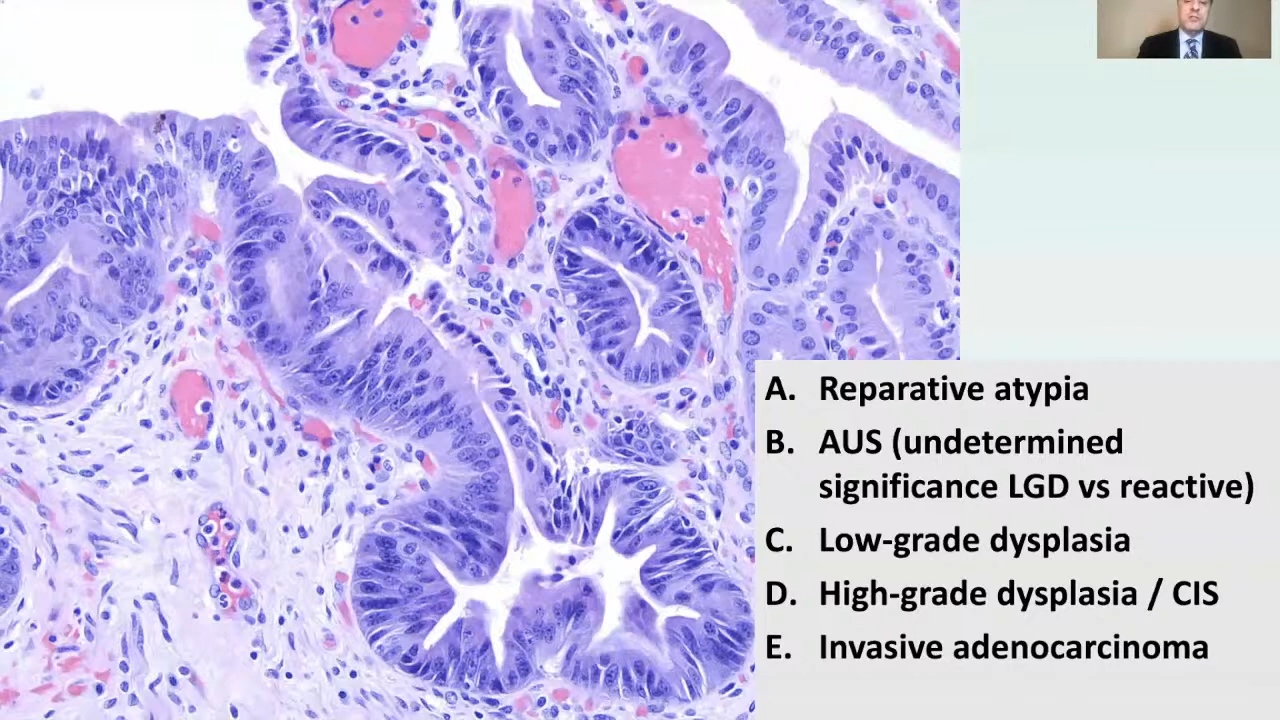 A. Reparative atypia
B. AUS (undetermined
significance LGD vs reactive)
C. Low-grade dysplasia
D. High-grade dysplasia / CIS
E. Invasive adenocarcinoma